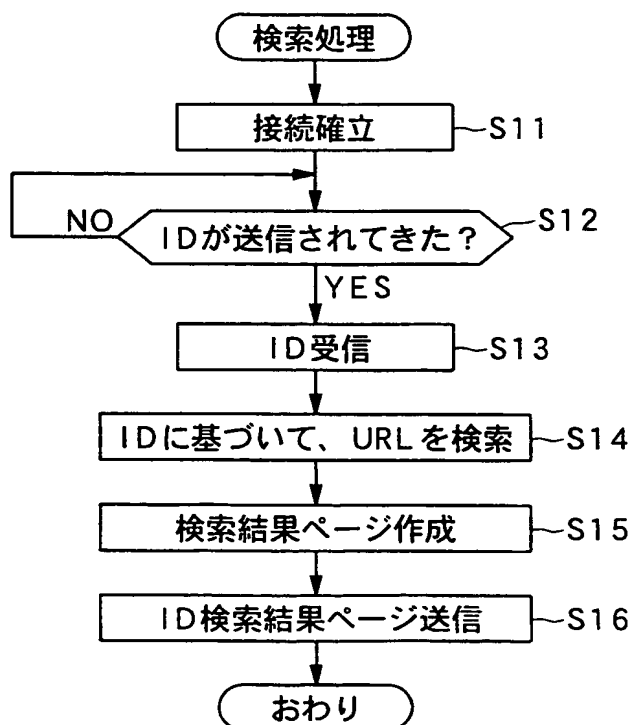 検索処理
接続確立 S11
NO IDが送信されてきた? S12
YES
ID受信 S13
IDに基づいて、URLを検索 S14
検索結果ページ作成 S15
ID検索結果ページ送信 S16
おわり